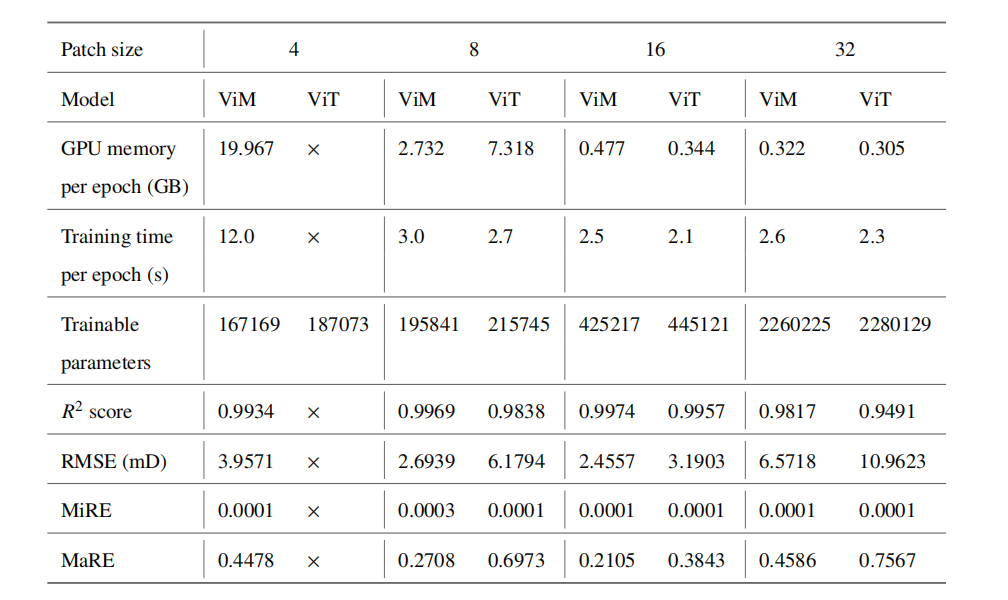 Patch size 4 8 16 32
Model ViM ViT ViM ViT ViM ViT ViM ViT
GPU memory 19.967 × 2.732 7.318 0.477 0.344 0.322 0.305
per epoch (GB)
Training time 12.0 × 3.0 2.7 2.5 2.1 2.6 2.3
per epoch (s)
Trainable 167169 187073 195841 215745 425217 445121 2260225 2280129
parameters
R² score 0.9934 × 0.9969 0.9838 0.9974 0.9957 0.9817 0.9491
RMSE (mD) 3.9571 × 2.6939 6.1794 2.4557 3.1903 6.5718 10.9623
MiRE 0.0001 × 0.0003 0.0001 0.0001 0.0001 0.0001 0.0001
MaRE 0.4478 × 0.2708 0.6973 0.2105 0.3843 0.4586 0.7567